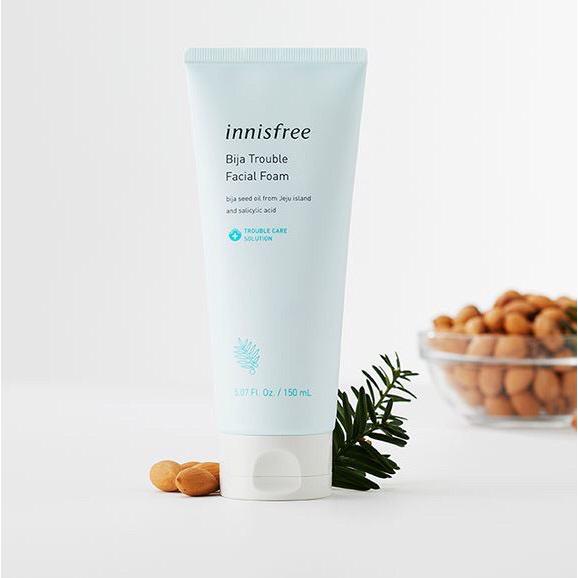 innisfree
Bija Trouble
Facial Foam
bija seed oil from Jeju island
and salicylic acid
TROUBLE CARE
SOLUTION
5.07 Fl. Oz. / 150 mL